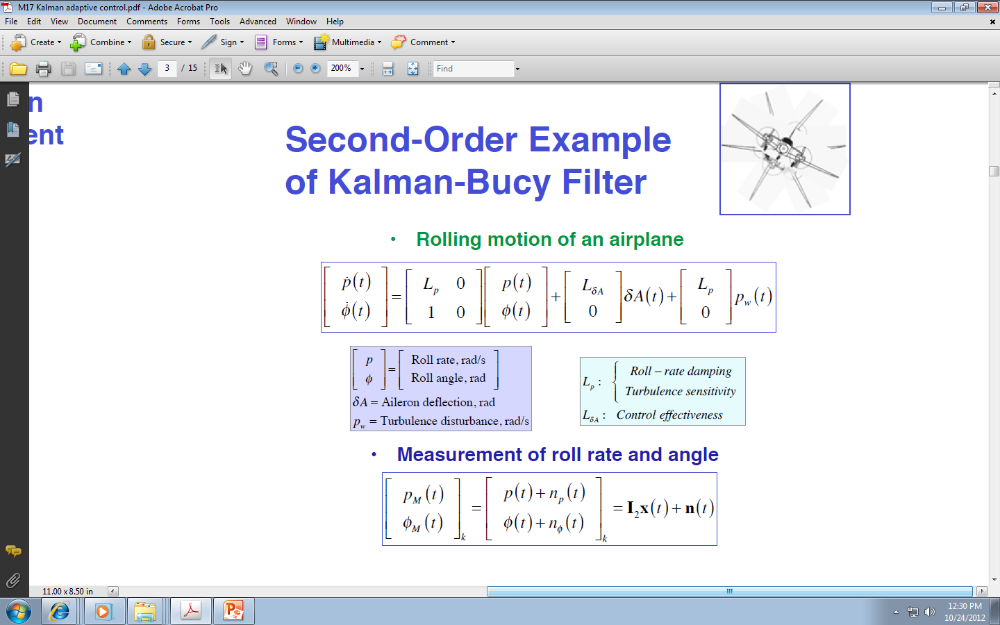 M17 Kalman adaptive control.pdf - Adobe Acrobat Pro
File Edit View Document Comments Forms Tools Advanced Window Help
Create Combine Secure Sign Forms Multimedia Comment
3 / 15 200% Find
n
ent
Second-Order Example
of Kalman-Bucy Filter
• Rolling motion of an airplane
[ṗ(t) φ̇(t)] = [L_p 0 1 0] [p(t) φ(t)] + [L_δA 0] δA(t) + [L_p 0] p_w(t)
[p φ] = [Roll rate, rad/s Roll angle, rad]
δA = Aileron deflection, rad
p_w = Turbulence disturbance, rad/s
L_p : { Roll – rate damping
Turbulence sensitivity
L_δA : Control effectiveness
• Measurement of roll rate and angle
[p_M(t) φ_M(t)]_k = [p(t) + n_p(t) φ(t) + n_φ(t)]_k = I_2 x(t) + n(t)
11.00 x 8.50 in
12:30 PM
10/24/2012